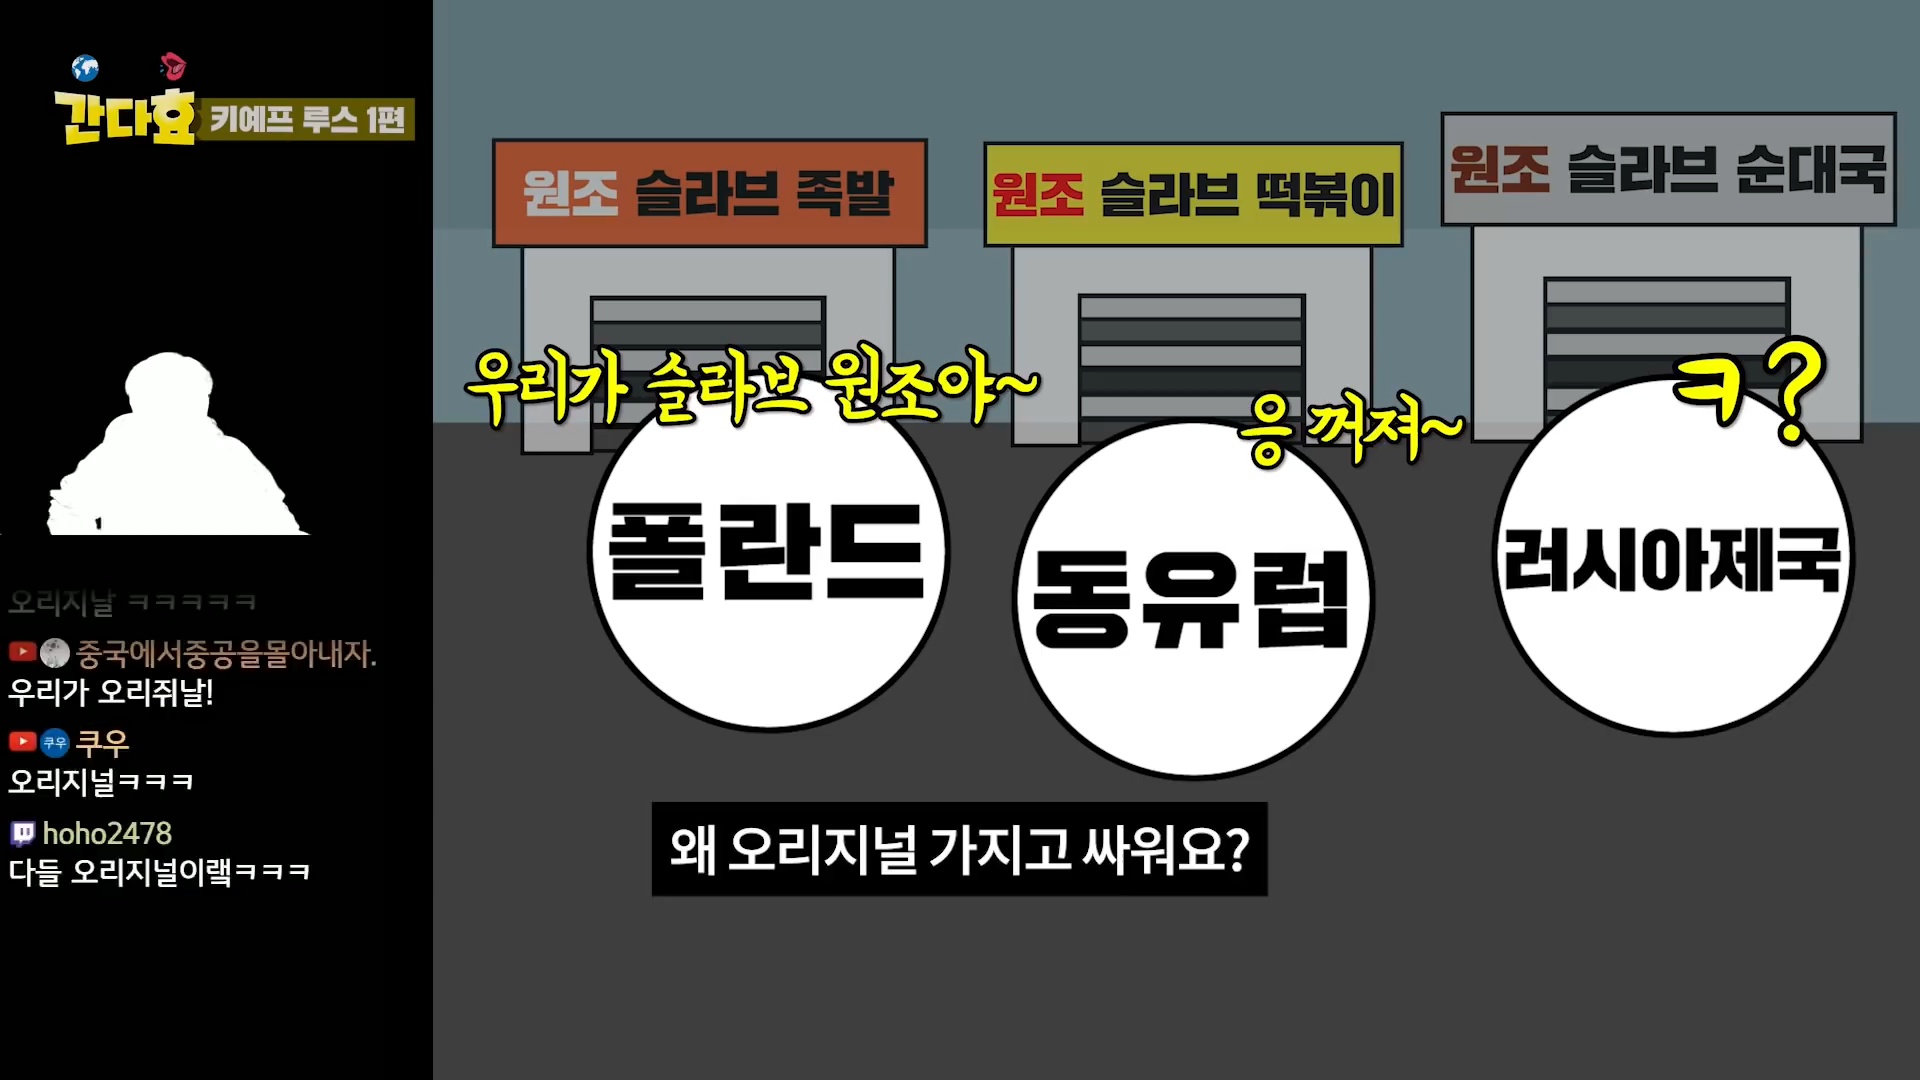 간다효
키예프 루스 1편
원조 슬라브 족발
원조 슬라브 떡볶이
원조 슬라브 순대국
우리가 슬라브 원조야~
응 꺼져~
ㅋ?
폴란드
동유럽
러시아제국
왜 오리지널 가지고 싸워요?
오리지날 ㅋㅋㅋㅋㅋ
중국에서중공을몰아내자.
우리가 오리쥐날!
쿠우
쿠우
오리지널ㅋㅋㅋ
hoho2478
다들 오리지널이랰ㅋㅋㅋ